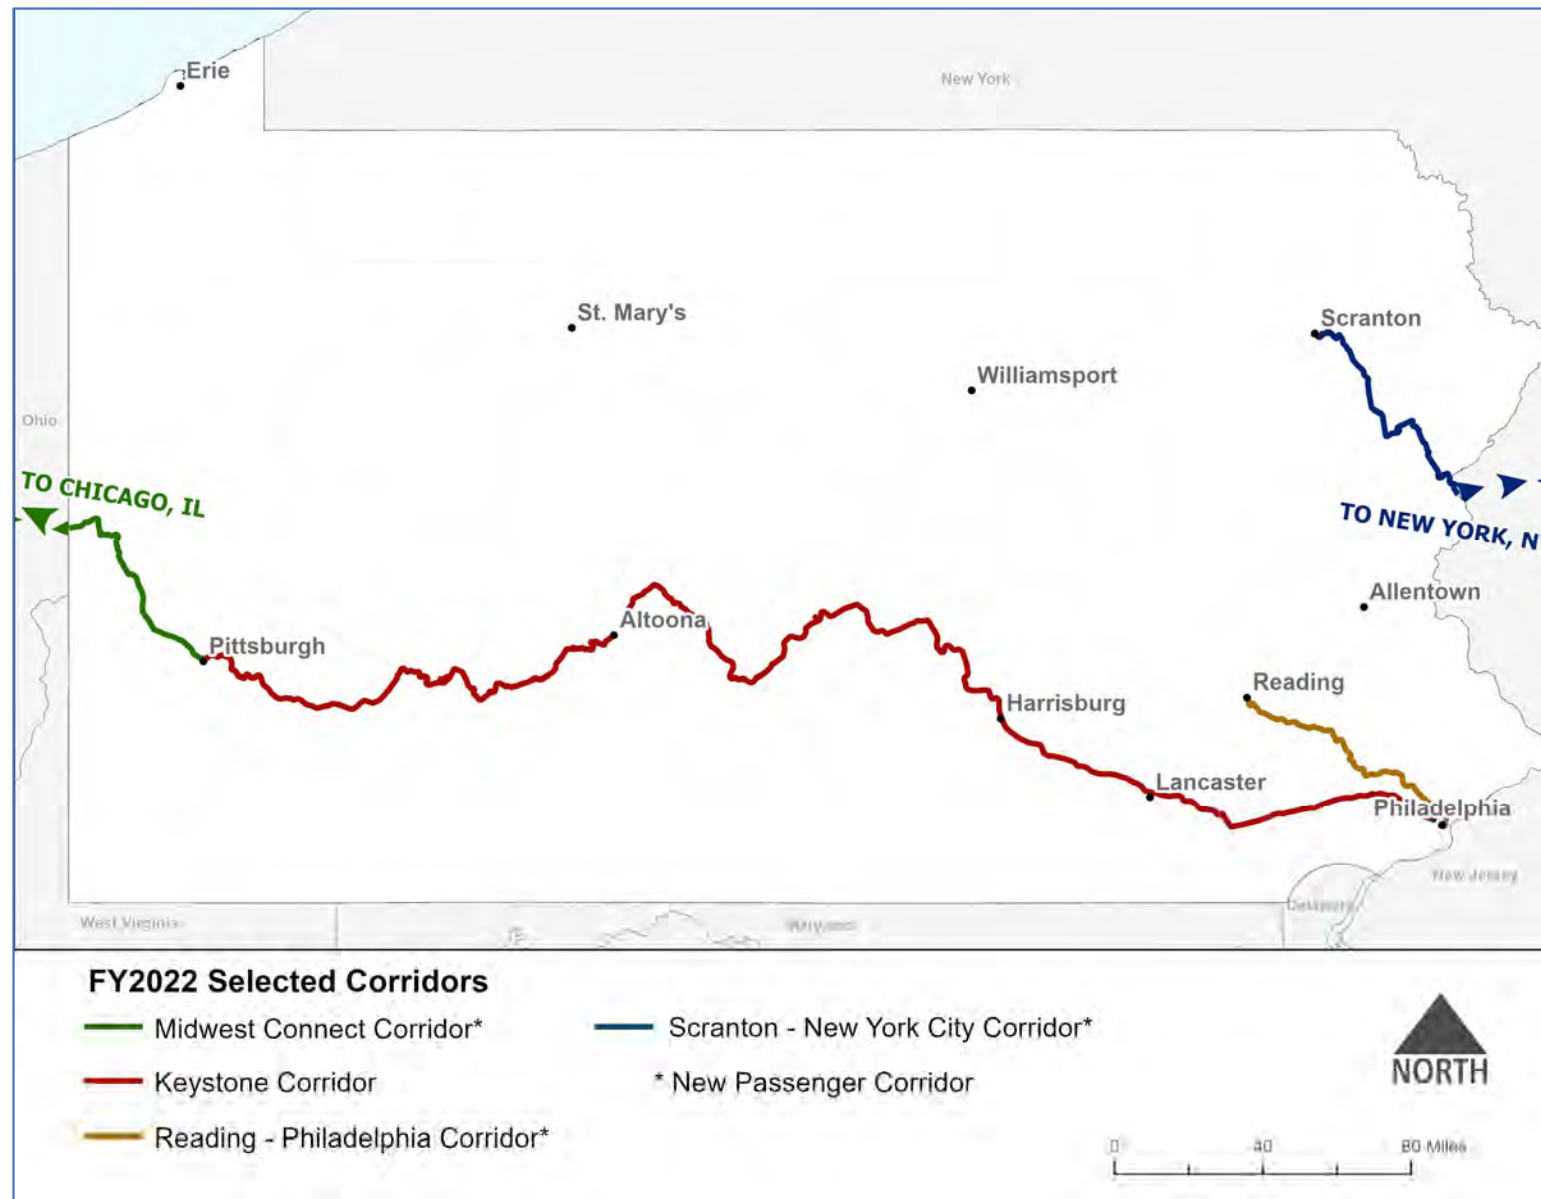 Erie
New York
St. Mary's
Scranton
Williamsport
Ohio
TO CHICAGO, IL
TO NEW YORK, N
Allentown
Altoona
Pittsburgh
Reading
Harrisburg
Lancaster
Philadelphia
New Jersey
Delaware
West Virginia
Maryland
FY2022 Selected Corridors
Midwest Connect Corridor*
Scranton - New York City Corridor*
Keystone Corridor
* New Passenger Corridor
NORTH
Reading - Philadelphia Corridor*
0 40 80 Miles